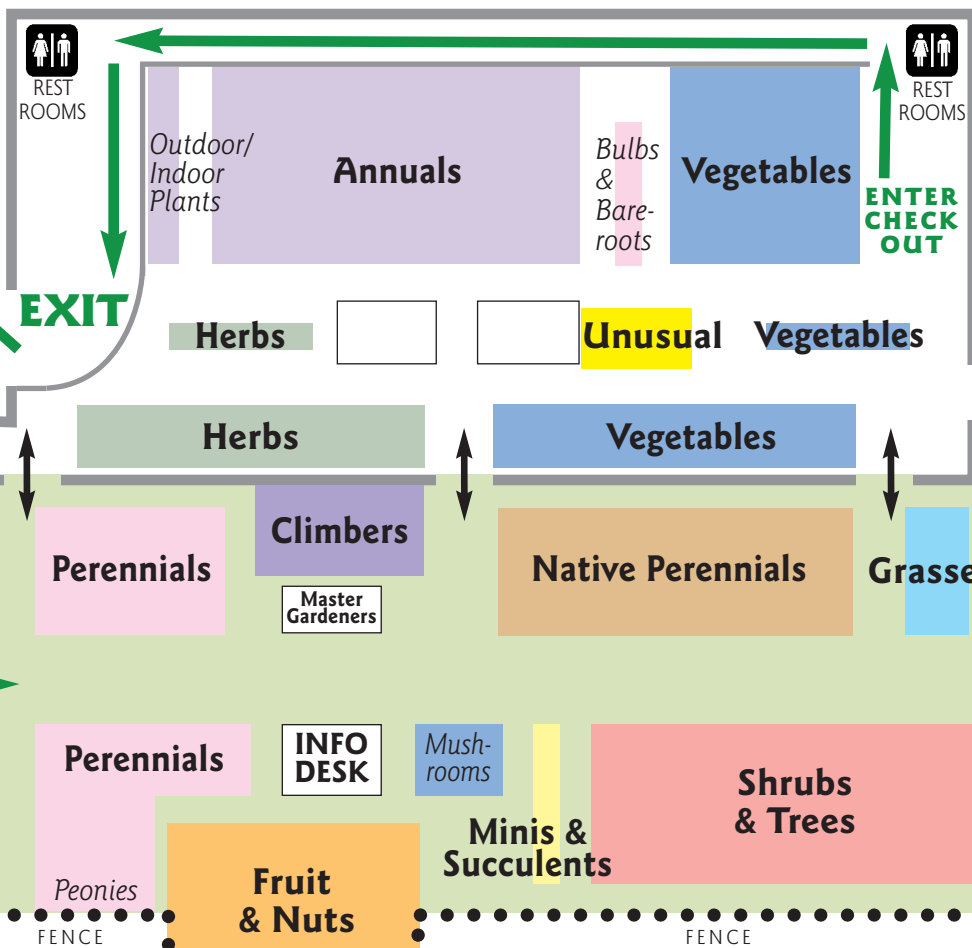 REST
ROOMS
REST
ROOMS
Outdoor/
Indoor
Plants
Annuals
Bulbs
&
Bare-
roots
Vegetables
ENTER
CHECK
OUT
EXIT
Herbs
Unusual
Vegetables
Herbs
Vegetables
Perennials
Climbers
Master
Gardeners
Native Perennials
Grasse
Perennials
INFO
DESK
Mush-
rooms
Minis &
Succulents
Shrubs
& Trees
Peonies
Fruit
& Nuts
FENCE
FENCE